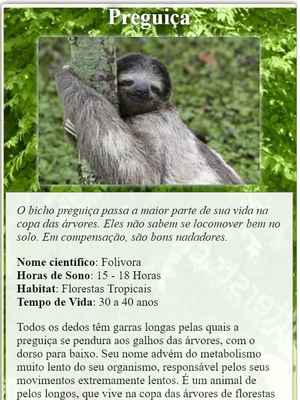 Preguiça
O bicho preguiça passa a maior parte de sua vida na
copa das árvores. Eles não sabem se locomover bem no
solo. Em compensação, são bons nadadores.
Nome científico: Folivora
Horas de Sono: 15 - 18 Horas
Habitat: Florestas Tropicais
Tempo de Vida: 30 a 40 anos
Todos os dedos têm garras longas pelas quais a
preguiça se pendura aos galhos das árvores, com o
dorso para baixo. Seu nome advém do metabolismo
muito lento do seu organismo, responsável pelos seus
movimentos extremamente lentos. É um animal de
pelos longos, que vive na copa das árvores de florestas